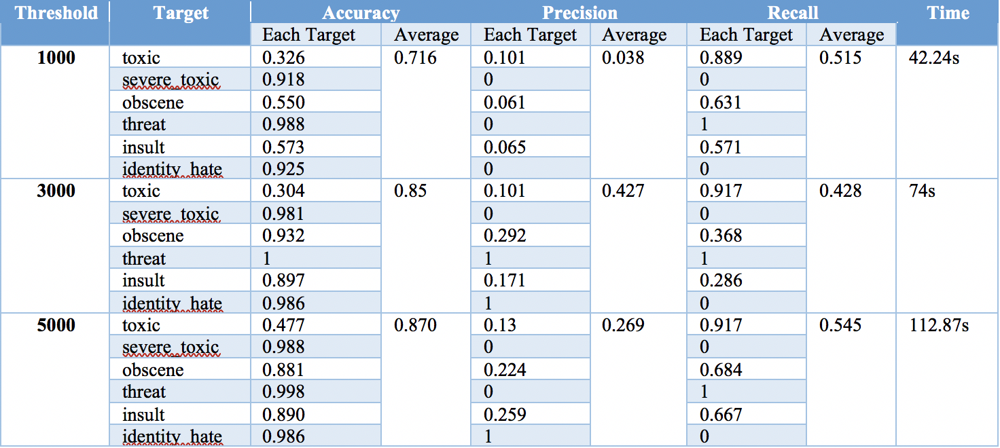 Threshold Target Accuracy Precision Recall Time
Each Target Average Each Target Average Each Target Average
1000 toxic 0.326 0.716 0.101 0.038 0.889 0.515 42.24s
severe_toxic 0.918 0 0
obscene 0.550 0.061 0.631
threat 0.988 0 1
insult 0.573 0.065 0.571
identity_hate 0.925 0 0
3000 toxic 0.304 0.85 0.101 0.427 0.917 0.428 74s
severe_toxic 0.981 0 0
obscene 0.932 0.292 0.368
threat 1 1 1
insult 0.897 0.171 0.286
identity_hate 0.986 1 0
5000 toxic 0.477 0.870 0.13 0.269 0.917 0.545 112.87s
severe_toxic 0.988 0 0
obscene 0.881 0.224 0.684
threat 0.998 0 1
insult 0.890 0.259 0.667
identity_hate 0.986 1 0